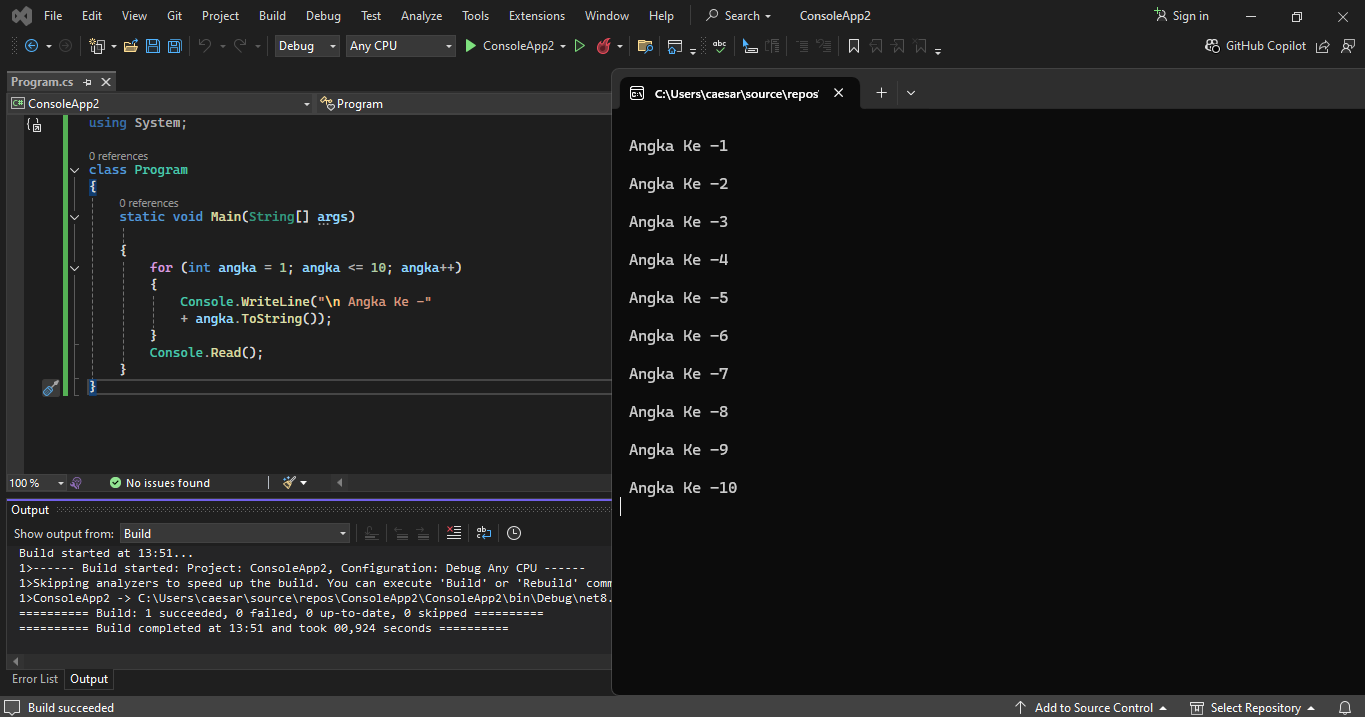 File Edit View Git Project Build Debug Test Analyze Tools Extensions Window Help Search ConsoleApp2 Sign in
Debug Any CPU ConsoleApp2 abc GitHub Copilot
Program.cs
C# ConsoleApp2 Program
using System;
0 references
class Program
{
0 references
static void Main(String[] args)
{
for (int angka = 1; angka <= 10; angka++)
{
Console.WriteLine("\n Angka Ke -"
+ angka.ToString());
}
Console.Read();
}
}
100 % No issues found
Output
Show output from: Build
Build started at 13:51...
1>------ Build started: Project: ConsoleApp2, Configuration: Debug Any CPU ------
1>Skipping analyzers to speed up the build. You can execute 'Build' or 'Rebuild' comm
1>ConsoleApp2 -> C:\Users\caesar\source\repos\ConsoleApp2\ConsoleApp2\bin\Debug\net8.
========== Build: 1 succeeded, 0 failed, 0 up-to-date, 0 skipped ==========
========== Build completed at 13:51 and took 00,924 seconds ==========
Error List Output
C:\Users\caesar\source\repos\
Angka Ke -1
Angka Ke -2
Angka Ke -3
Angka Ke -4
Angka Ke -5
Angka Ke -6
Angka Ke -7
Angka Ke -8
Angka Ke -9
Angka Ke -10
Build succeeded Add to Source Control Select Repository